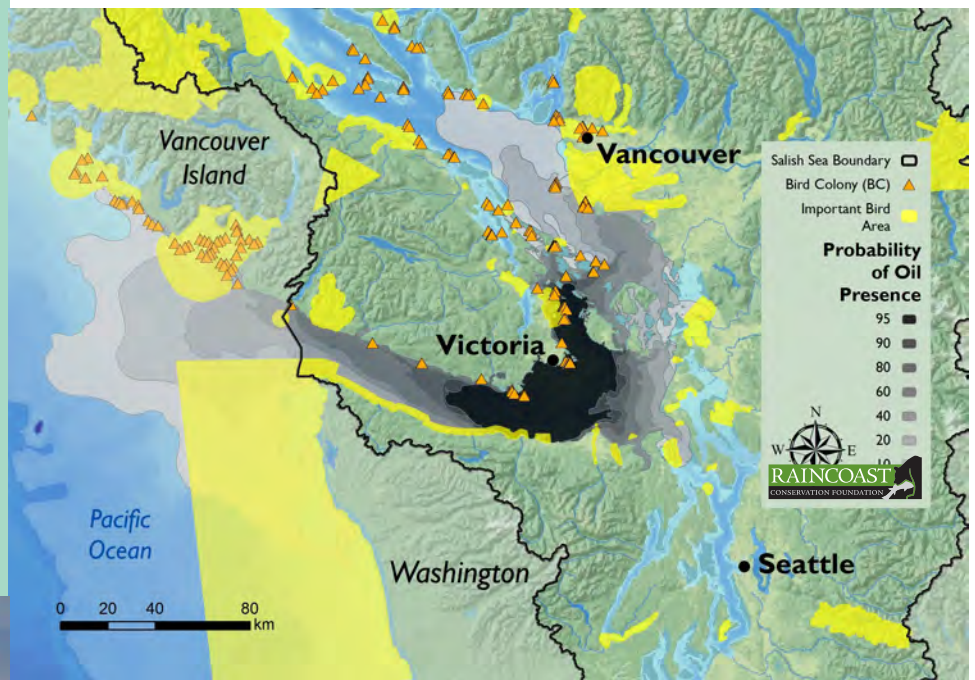 Vancouver
Island
Vancouver
Victoria
Pacific
Ocean
Washington
Seattle
0 20 40 80
km
Salish Sea Boundary
Bird Colony (BC)
Important Bird
Area
Probability
of Oil
Presence
95
90
80
60
40
20
10
N
W E
RAINCOAST
CONSERVATION FOUNDATION